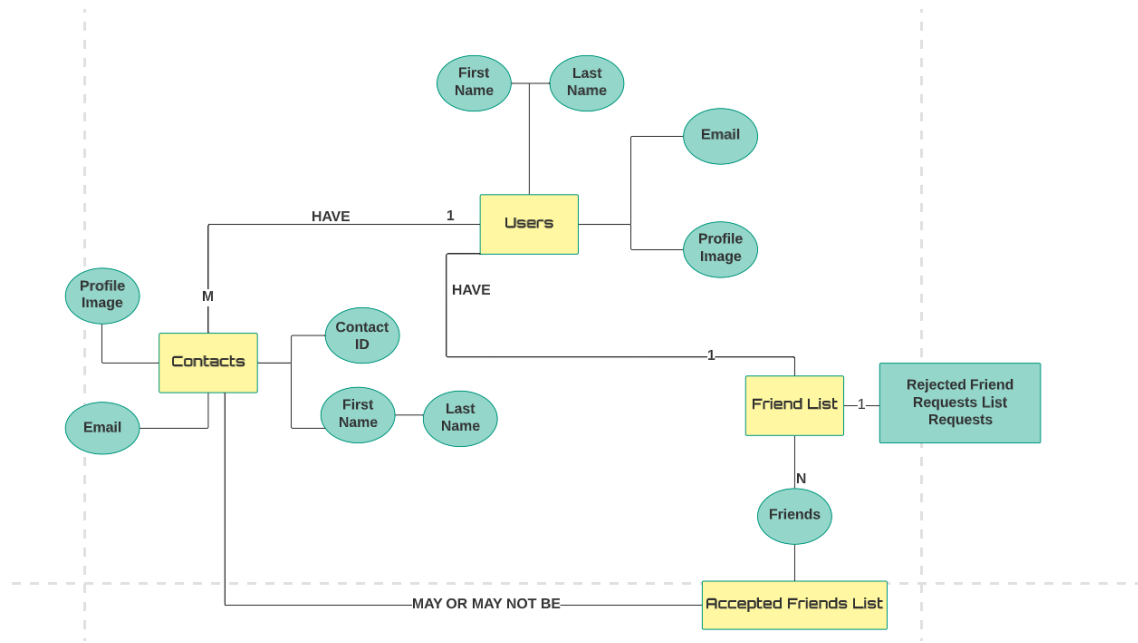 First
Name
Last
Name
Email
Users
HAVE
1
Profile
Image
HAVE
Profile
Image
M
Contact
ID
Contacts
1
Friend List
1
Rejected Friend
Requests List
Requests
First
Name
Last
Name
Email
N
Friends
MAY OR MAY NOT BE
Accepted Friends List